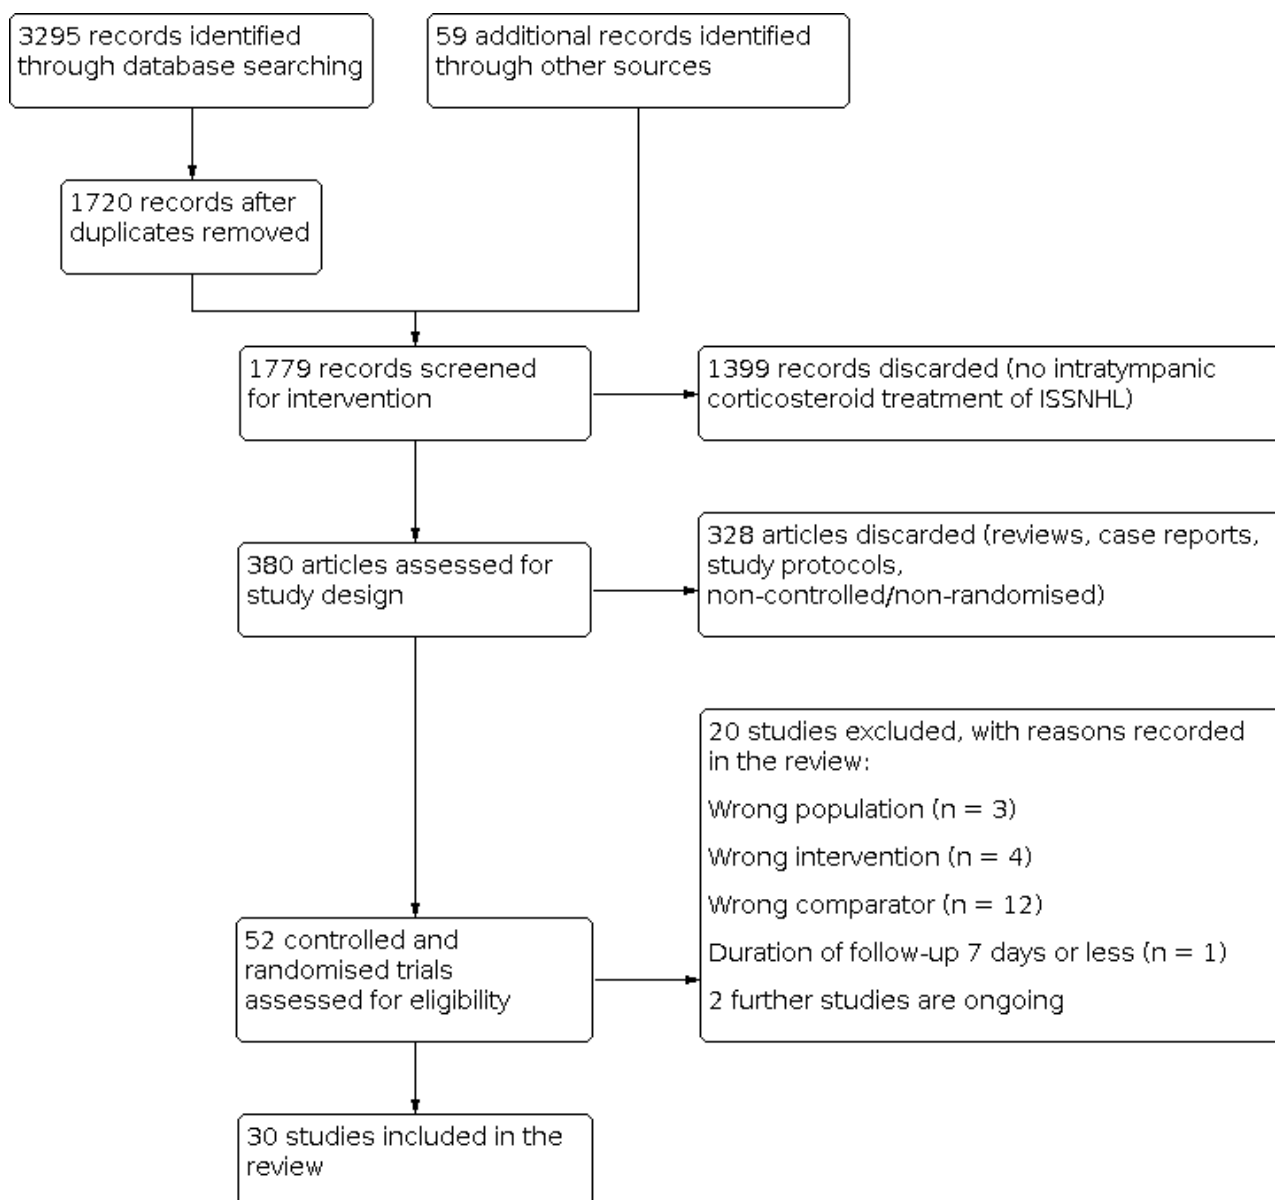 3295 records identified
through database searching
59 additional records identified
through other sources
1720 records after
duplicates removed
1779 records screened
for intervention
1399 records discarded (no intratympanic
corticosteroid treatment of ISSNHL)
380 articles assessed for
study design
328 articles discarded (reviews, case reports,
study protocols,
non-controlled/non-randomised)
20 studies excluded, with reasons recorded
in the review:
Wrong population (n = 3)
Wrong intervention (n = 4)
Wrong comparator (n = 12)
Duration of follow-up 7 days or less (n = 1)
2 further studies are ongoing
52 controlled and
randomised trials
assessed for eligibility
30 studies included in the
review